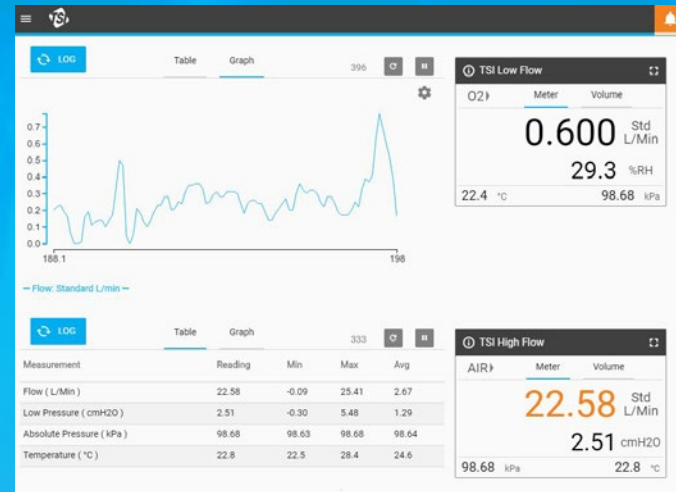 TSI
LOG
Table Graph 396
0.7
0.6
0.5
0.4
0.3
0.2
0.1
0.0
188.1 198
Flow: Standard L/min
TSI Low Flow
O2
Meter Volume
0.600 Std L/Min
29.3 %RH
22.4 °C 98.68 kPa
LOG
Table Graph 333
Measurement Reading Min Max Avg
Flow ( L/Min ) 22.58 -0.09 25.41 2.67
Low Pressure ( cmH2O ) 2.51 -0.30 5.48 1.29
Absolute Pressure ( kPa ) 98.68 98.63 98.68 98.64
Temperature ( °C ) 22.8 22.5 28.4 24.6
TSI High Flow
AIR
Meter Volume
22.58 Std L/Min
2.51 cmH2O
98.68 kPa 22.8 °C